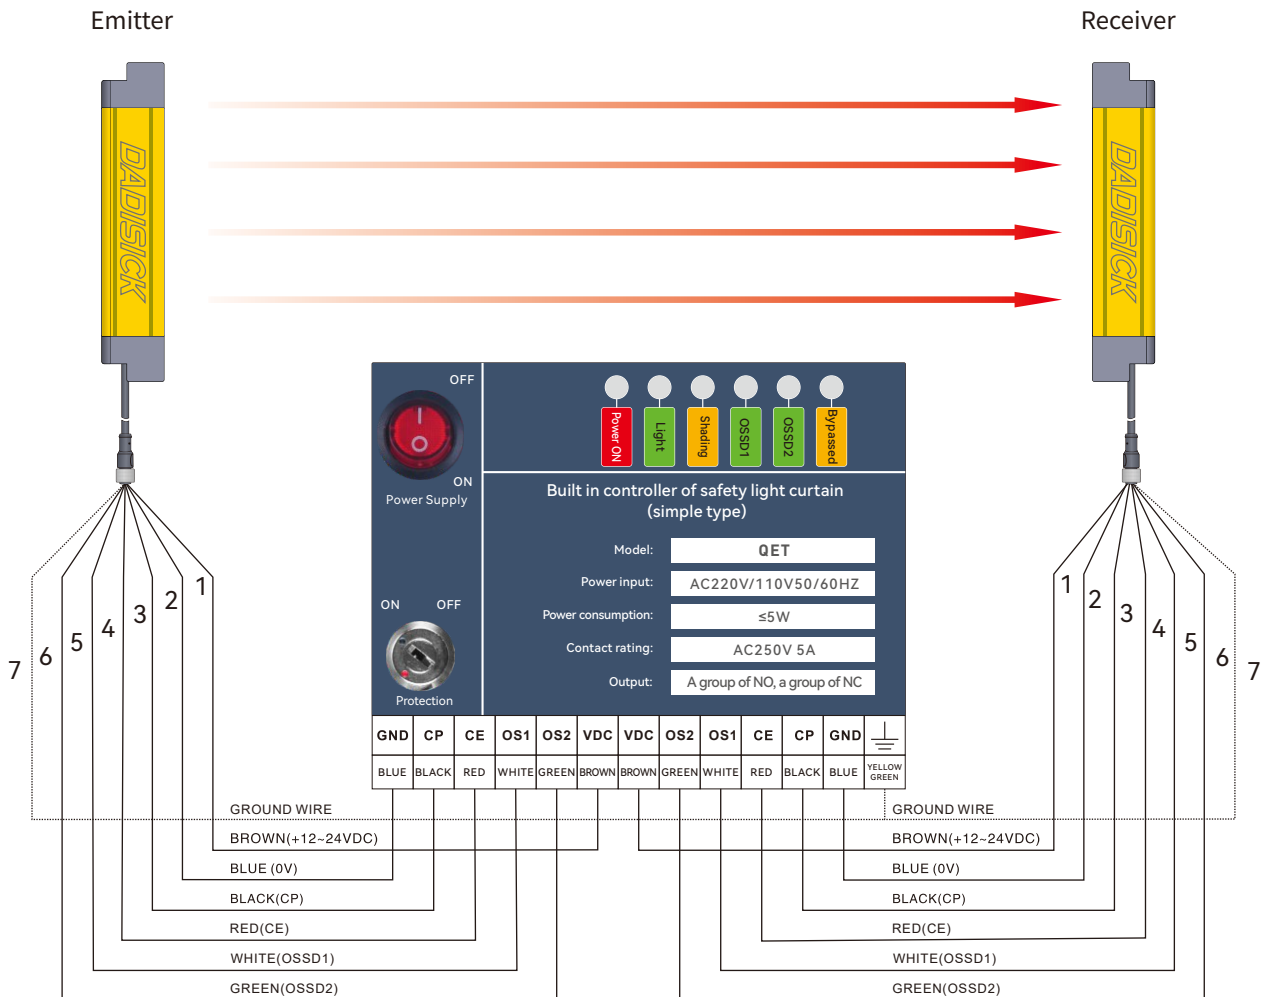 Emitter
Receiver
DADISICK
DADISICK
OFF
ON
Power Supply
Power ON
Light
Shading
OSSD1
OSSD2
Bypassed
Built in controller of safety light curtain
(simple type)
Model: QET
Power input: AC220V/110V50/60HZ
Power consumption: ≤5W
Contact rating: AC250V 5A
Output: A group of NO, a group of NC
ON OFF
Protection
GND CP CE OS1 OS2 VDC VDC OS2 OS1 CE CP GND
BLUE BLACK RED WHITE GREEN BROWN BROWN GREEN WHITE RED BLACK BLUE YELLOW GREEN
7 6 5 4 3 2 1
1 2 3 4 5 6 7
GROUND WIRE
BROWN(+12~24VDC)
BLUE (0V)
BLACK(CP)
RED(CE)
WHITE(OSSD1)
GREEN(OSSD2)
GROUND WIRE
BROWN(+12~24VDC)
BLUE (0V)
BLACK(CP)
RED(CE)
WHITE(OSSD1)
GREEN(OSSD2)